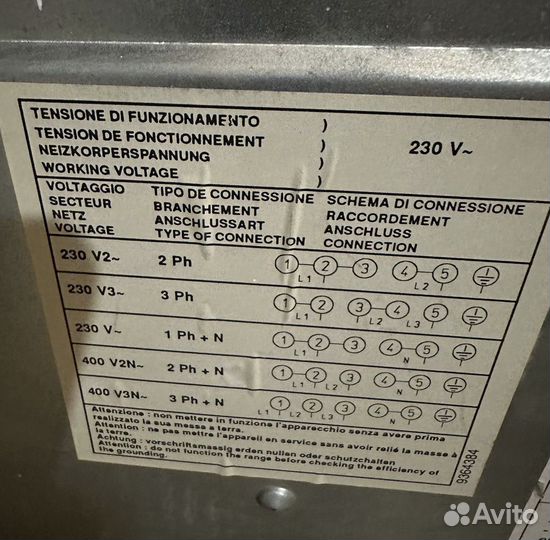 TENSIONE DI FUNZIONAMENTO )
TENSION DE FONCTIONNEMENT )
NEIZKORPERSPANNUNG )
WORKING VOLTAGE )
230 V~
VOLTAGGIO TIPO DE CONNESSIONE SCHEMA DI CONNESSIONE
SECTEUR BRANCHEMENT RACCORDEMENT
NETZ ANSCHLUSSART ANSCHLUSS
VOLTAGE TYPE OF CONNECTION CONNECTION
230 V2~ 2 Ph 1 2 3 4 5
L1 L2
230 V3~ 3 Ph 1 2 3 4 5
L1 L2 L3
230 V~ 1 Ph + N 1 2 3 4 5
L1 N
400 V2N~ 2 Ph + N 1 2 3 4 5
L1 L2 N
400 V3N~ 3 Ph + N 1 2 3 4 5
L1 L2 L3 N
Attenzione : non mettere in funzione l'apparecchio senza avere prima
realizato la sua messa a terra.
Attention : ne pas mettre l'appareil en service sans avoir relié la masse à
la terre.
Achtung : vorschriftsmassig erden nullen oder schutzchalten
Attention : do not function the range before checking the efficiency of
the grounding.
9364384
Avito